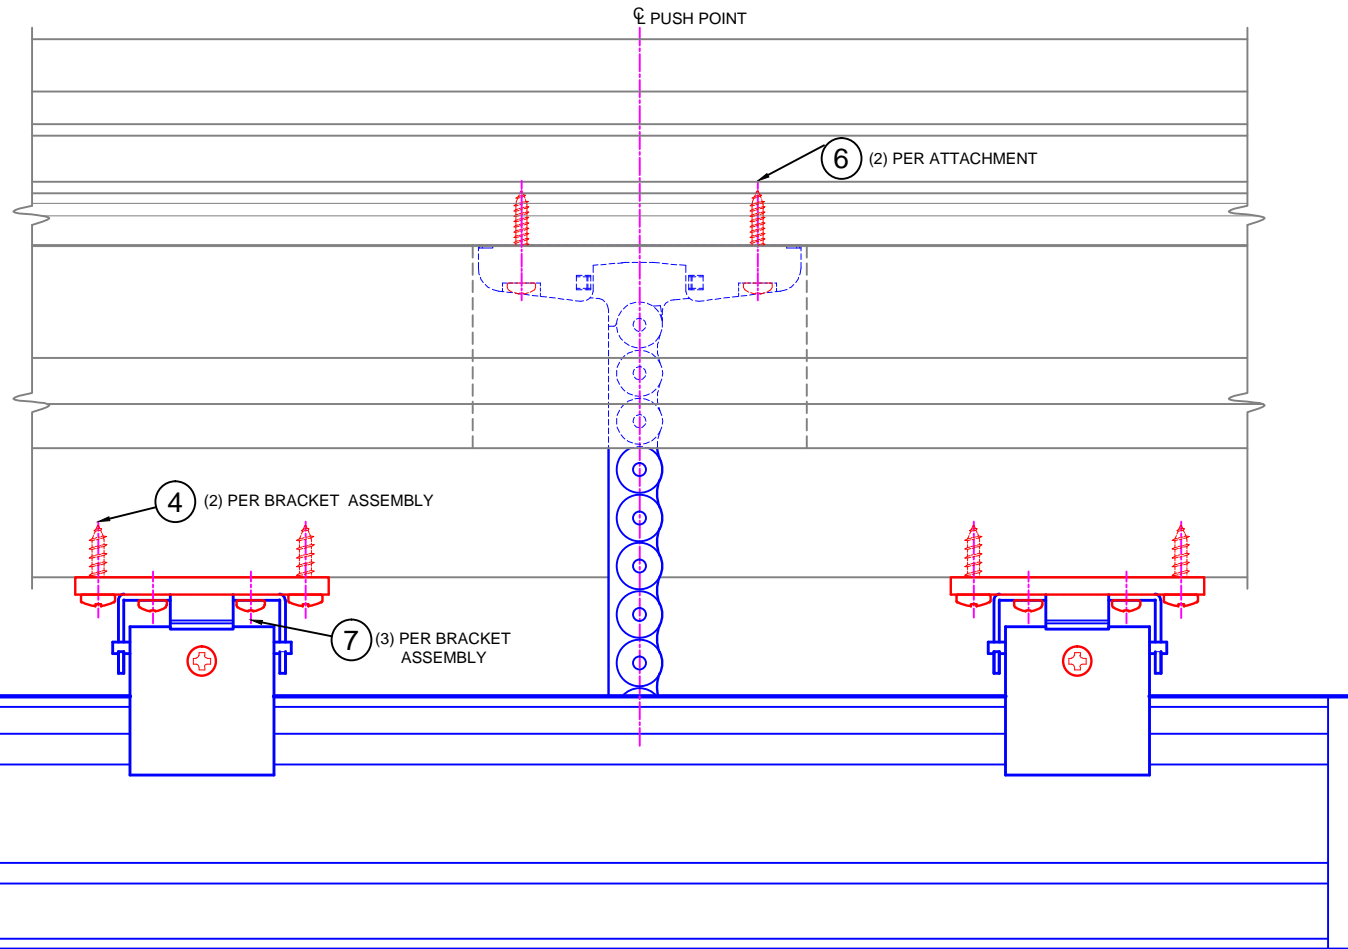 ℄ PUSH POINT
6 (2) PER ATTACHMENT
4 (2) PER BRACKET ASSEMBLY
7 (3) PER BRACKET
ASSEMBLY